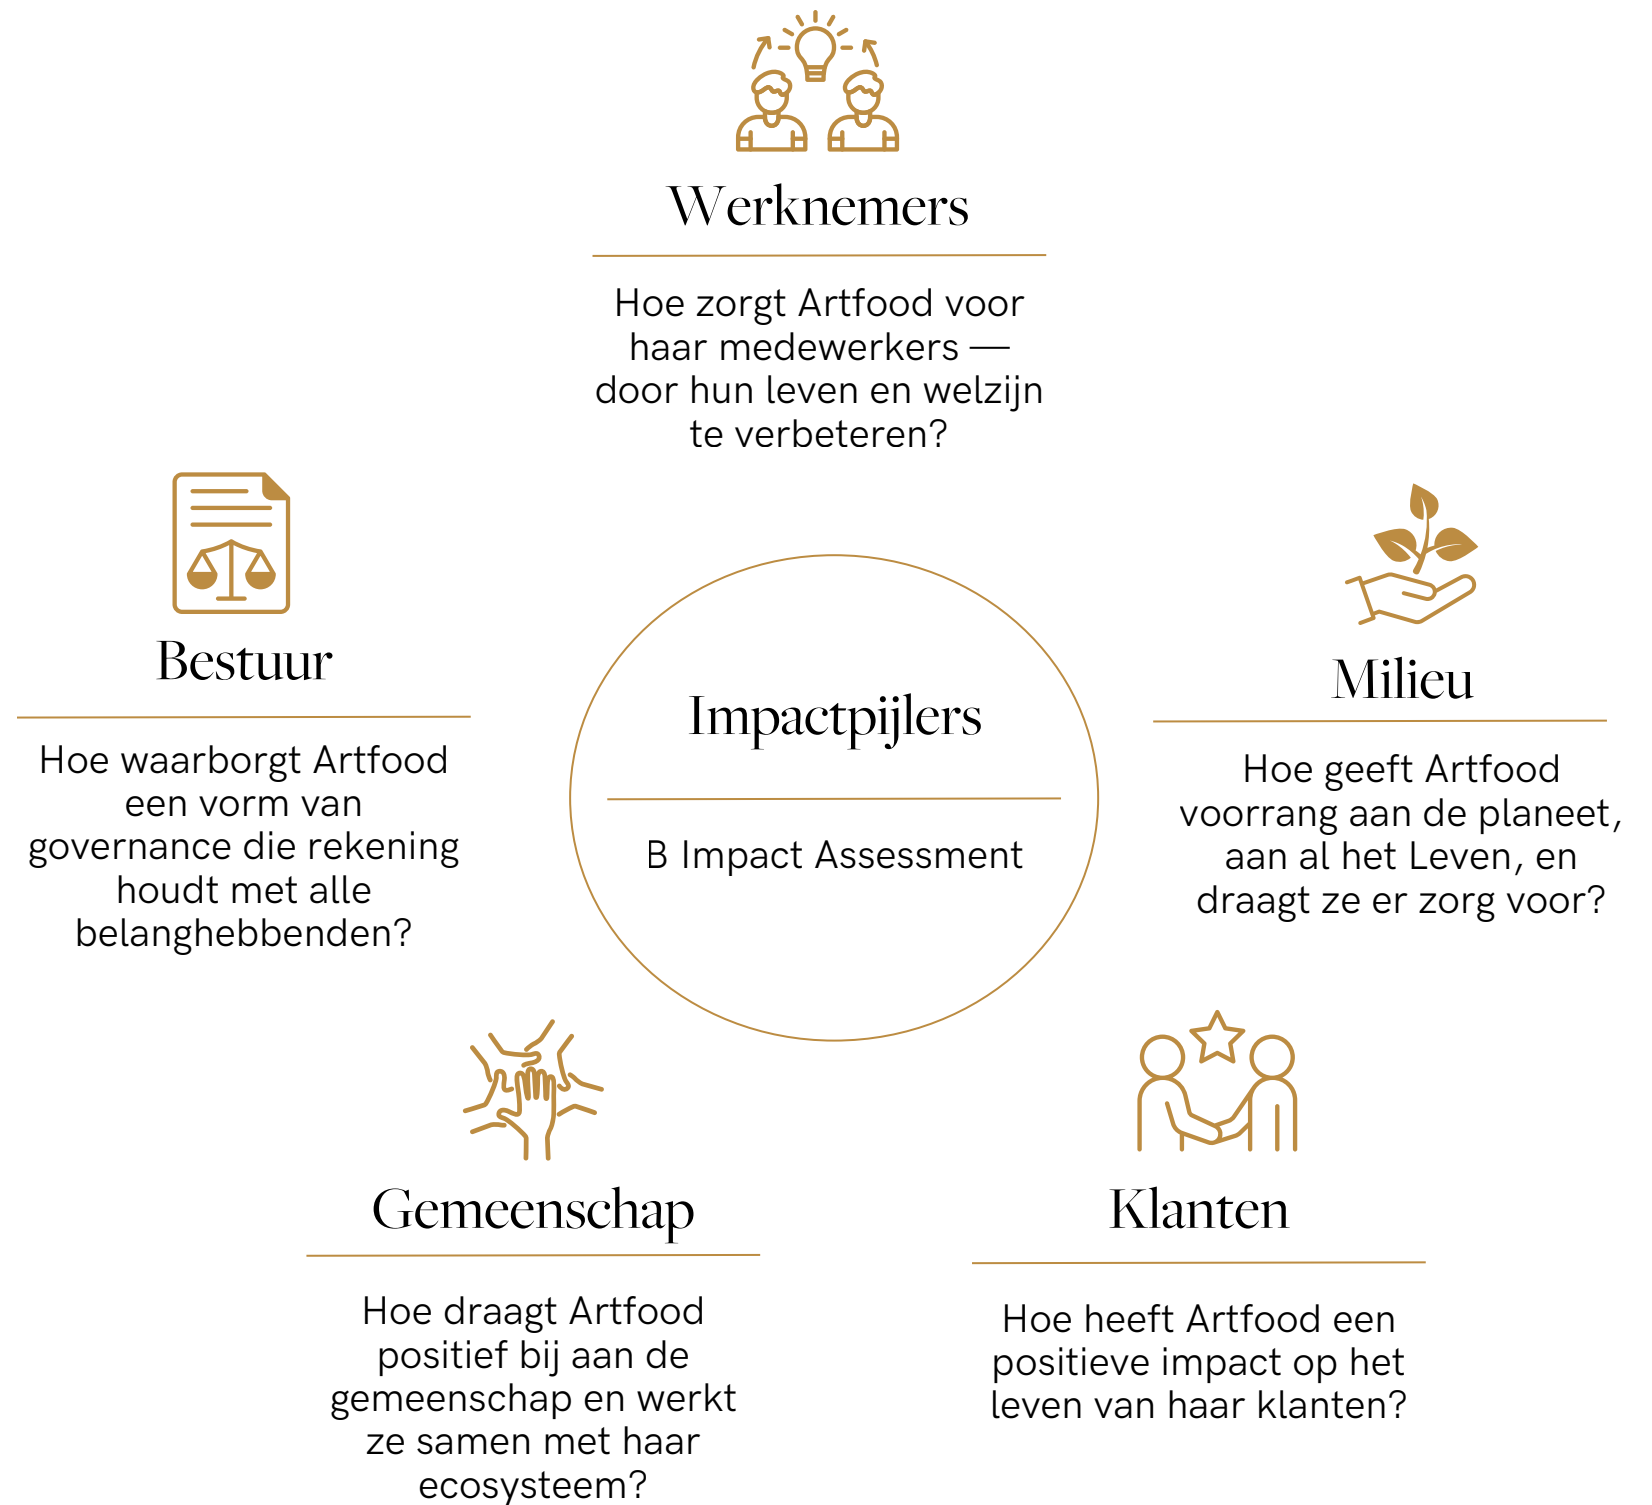 Werknemers
Hoe zorgt Artfood voor
haar medewerkers —
door hun leven en welzijn
te verbeteren?
Bestuur
Hoe waarborgt Artfood
een vorm van
governance die rekening
houdt met alle
belanghebbenden?
Impactpijlers
B Impact Assessment
Milieu
Hoe geeft Artfood
voorrang aan de planeet,
aan al het Leven, en
draagt ze er zorg voor?
Gemeenschap
Hoe draagt Artfood
positief bij aan de
gemeenschap en werkt
ze samen met haar
ecosysteem?
Klanten
Hoe heeft Artfood een
positieve impact op het
leven van haar klanten?